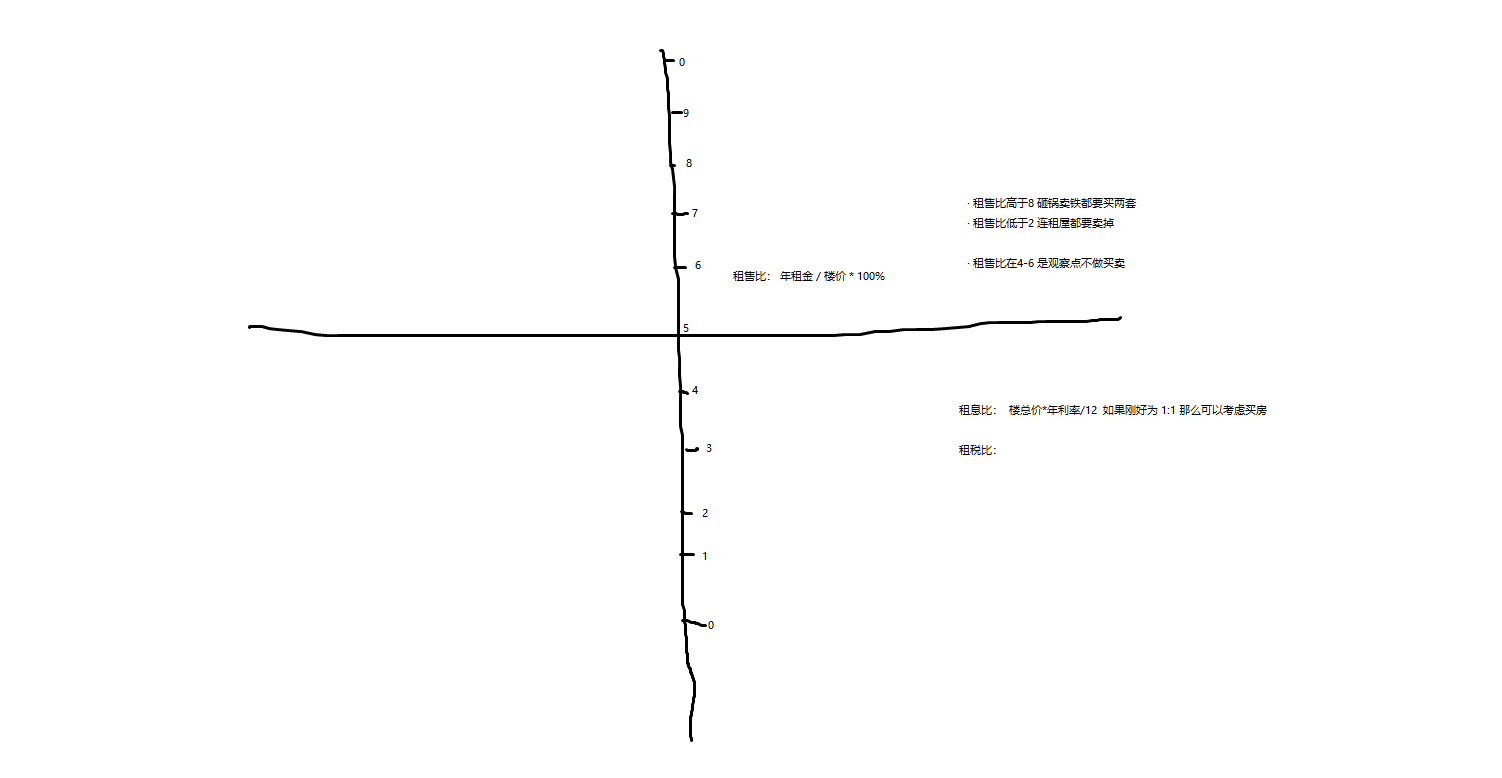 0
9
8
7
· 租售比高于8 砸锅卖铁都要买两套
· 租售比低于2 连租屋都要卖掉
6
· 租售比在4-6 是观察点不做买卖
租售比： 年租金 / 楼价 * 100%
5
4
租息比： 楼总价*年利率/12 如果刚好为 1:1 那么可以考虑买房
3
租税比：
2
1
0